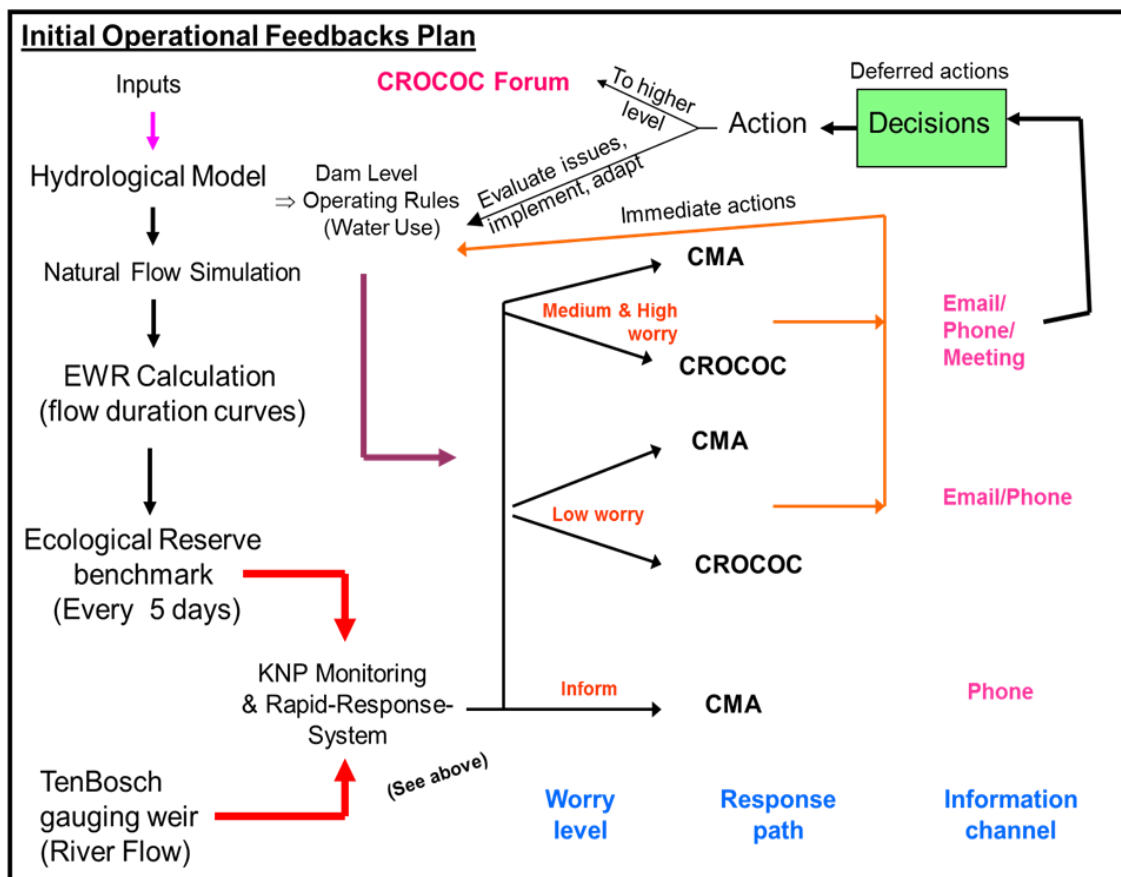 Initial Operational Feedbacks Plan
Inputs
CROCOC Forum
To higher
level
Action
Deferred actions
Decisions
Hydrological Model
⇒
Dam Level
Operating Rules
(Water Use)
Evaluate issues,
implement, adapt
Immediate actions
Natural Flow Simulation
EWR Calculation
(flow duration curves)
Ecological Reserve
benchmark
(Every 5 days)
KNP Monitoring
& Rapid-Response-
System
TenBosch
gauging weir
(River Flow)
(See above)
CMA
Medium & High
worry
CROCOC
Email/
Phone/
Meeting
CMA
Low worry
CROCOC
Email/Phone
Inform
CMA
Phone
Worry
level
Response
path
Information
channel